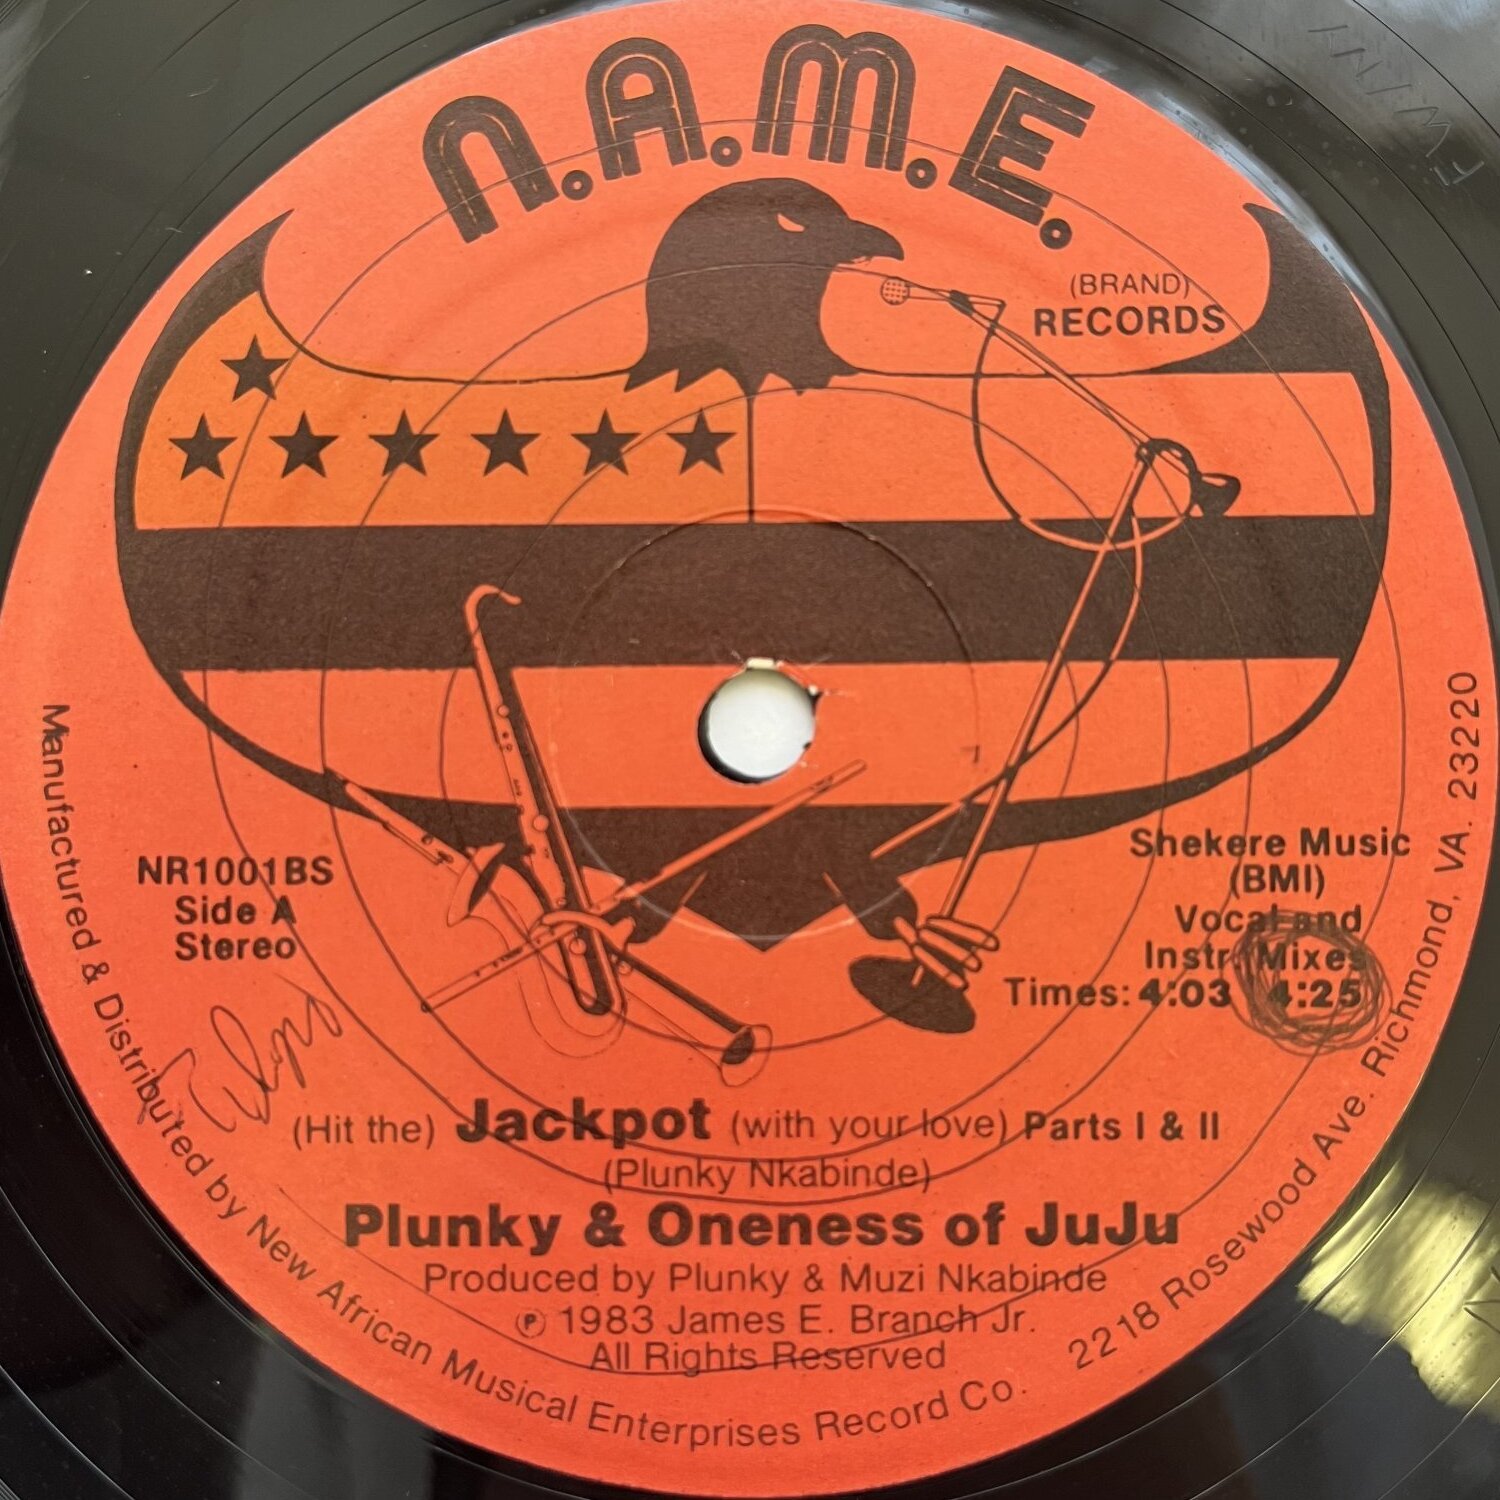 N.A.M.E.
(BRAND)
RECORDS
NR1001BS
Side A
Stereo
Shekere Music
(BMI)
Vocal and
Instr. Mixes
Times: 4:03 4:25
(Hit the) Jackpot (with your love) Parts I & II
(Plunky Nkabinde)
Plunky & Oneness of JuJu
Produced by Plunky & Muzi Nkabinde
℗ 1983 James E. Branch Jr.
All Rights Reserved
Manufactured & Distributed by New African Musical Enterprises Record Co. 2218 Rosewood Ave. Richmond, VA. 23220